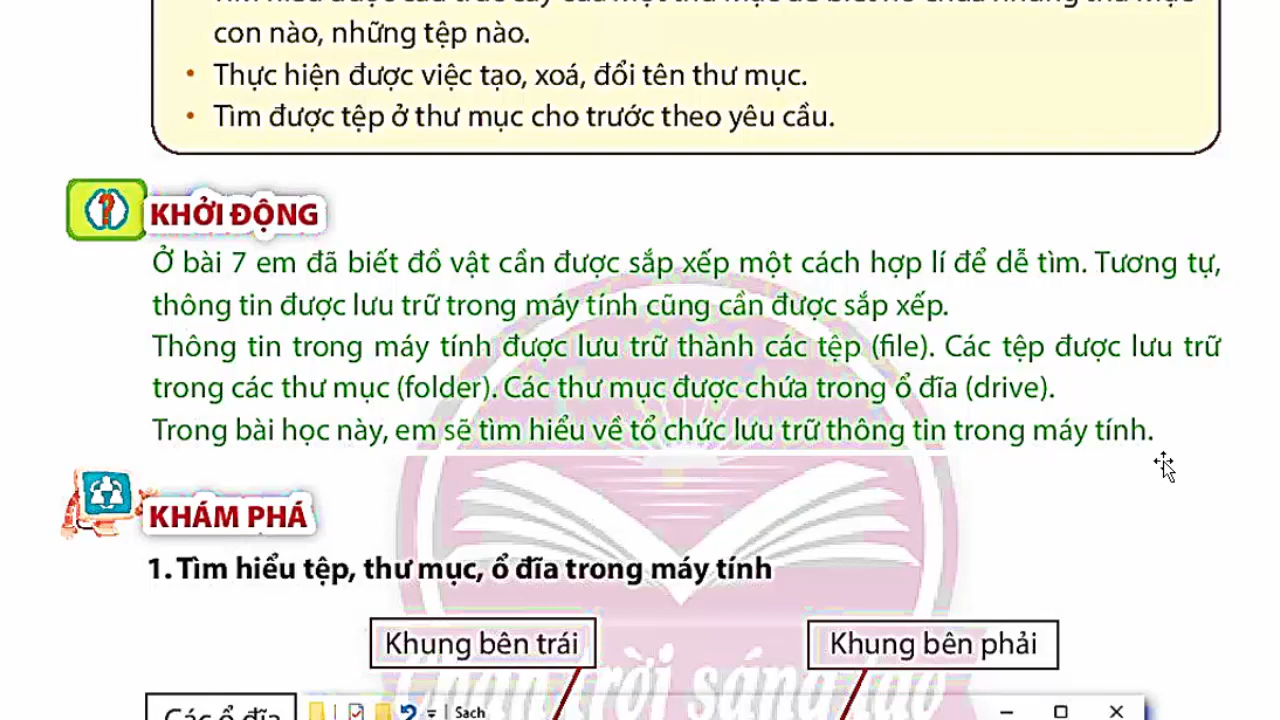 con nào, những tệp nào.
• Thực hiện được việc tạo, xoá, đổi tên thư mục.
• Tìm được tệp ở thư mục cho trước theo yêu cầu.
KHỞI ĐỘNG
Ở bài 7 em đã biết đồ vật cần được sắp xếp một cách hợp lí để dễ tìm. Tương tự,
thông tin được lưu trữ trong máy tính cũng cần được sắp xếp.
Thông tin trong máy tính được lưu trữ thành các tệp (file). Các tệp được lưu trữ
trong các thư mục (folder). Các thư mục được chứa trong ổ đĩa (drive).
Trong bài học này, em sẽ tìm hiểu về tổ chức lưu trữ thông tin trong máy tính.
KHÁM PHÁ
1. Tìm hiểu tệp, thư mục, ổ đĩa trong máy tính
Khung bên trái
Khung bên phải
Chân trời sáng tạo
Các ổ đĩa
Sach